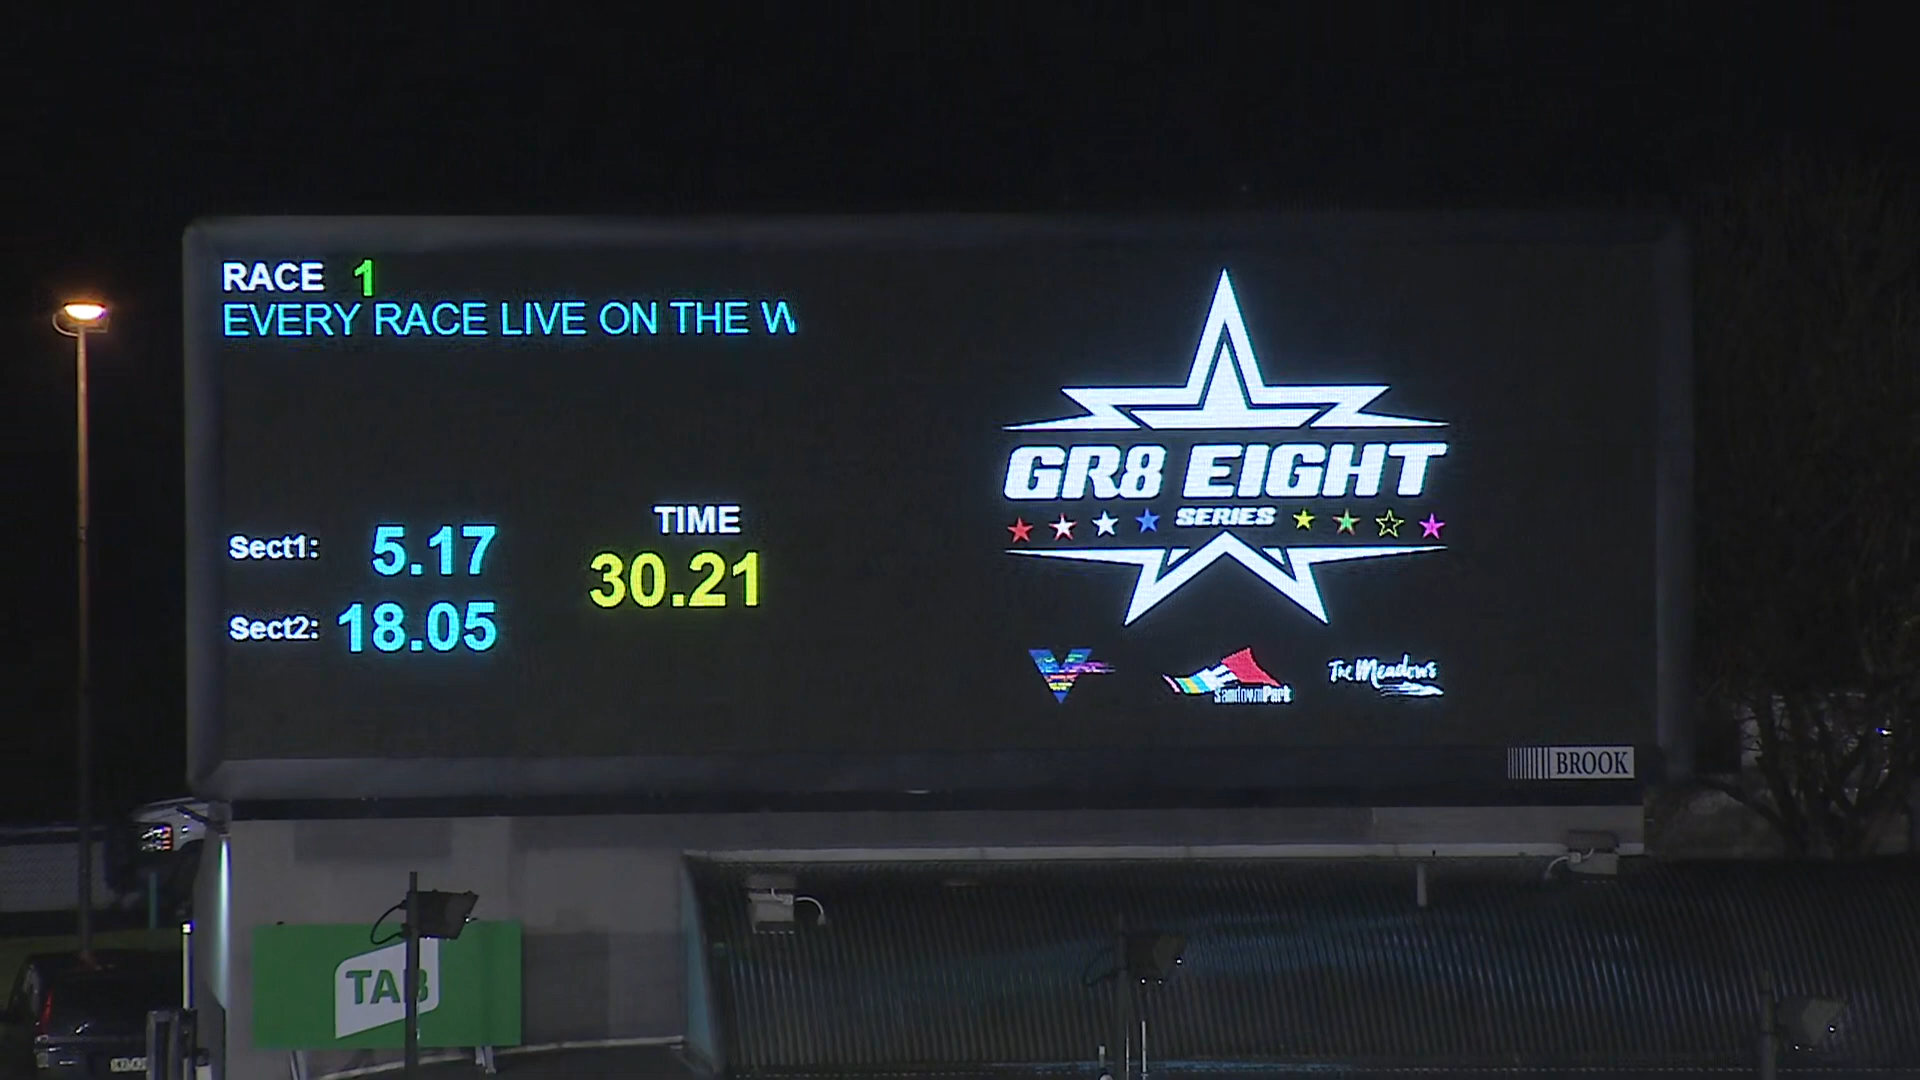 RACE 1
EVERY RACE LIVE ON THE W
Sect1: 5.17
Sect2: 18.05
TIME
30.21
GR8 EIGHT
SERIES
SandownPark
The Meadows
BROOK
TAB